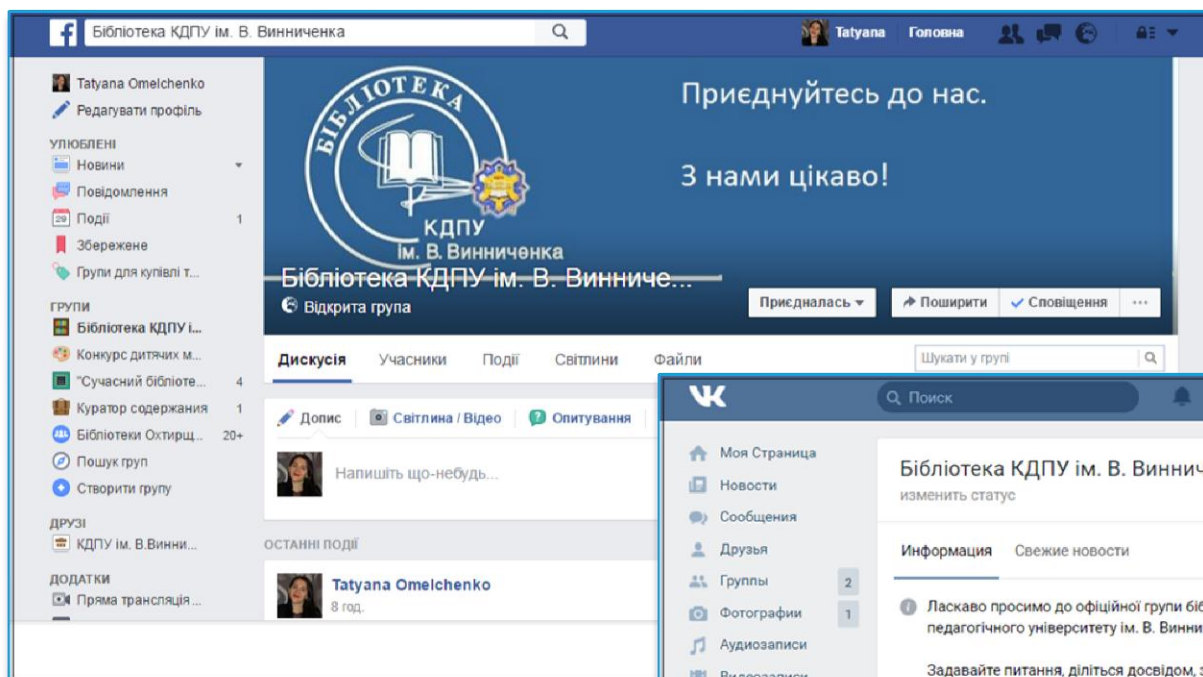 Бібліотека КДПУ ім. В. Винниченка
Tatyana Головна
Tatyana Omelchenko
Редагувати профіль
УЛЮБЛЕНІ
Новини
Повідомлення
29 Події 1
Збережене
Групи для купівлі т...
ГРУПИ
Бібліотека КДПУ і...
Конкурс дитячих м...
"Сучасний бібліоте... 4
Куратор содержания 1
Бібліотеки Охтирщ... 20+
Пошук груп
Створити групу
ДРУЗІ
КДПУ ім. В.Винни...
ДОДАТКИ
Пряма трансляція ...
БІБЛІОТЕКА
КДПУ
ім. В. Винниченка
Приєднуйтесь до нас.
З нами цікаво!
Бібліотека КДПУ ім. В. Винниче...
Відкрита група
Приєдналась Поширити Сповіщення ...
Дискусія Учасники Події Світлини Файли
Шукати у групі
Допис Світлина / Відео Опитування
Напишіть що-небудь...
ОСТАННІ ПОДІЇ
Tatyana Omelchenko
8 год.
Поиск
Моя Страница
Новости
Сообщения
Друзья
Группы 2
Фотографии 1
Аудиозаписи
Видеозаписи
Бібліотека КДПУ ім. В. Виннич
изменить статус
Информация Свежие новости
Ласкаво просимо до офіційної групи біб
педагогічного університету ім. В. Винни
Задавайте питання, діліться досвідом, з